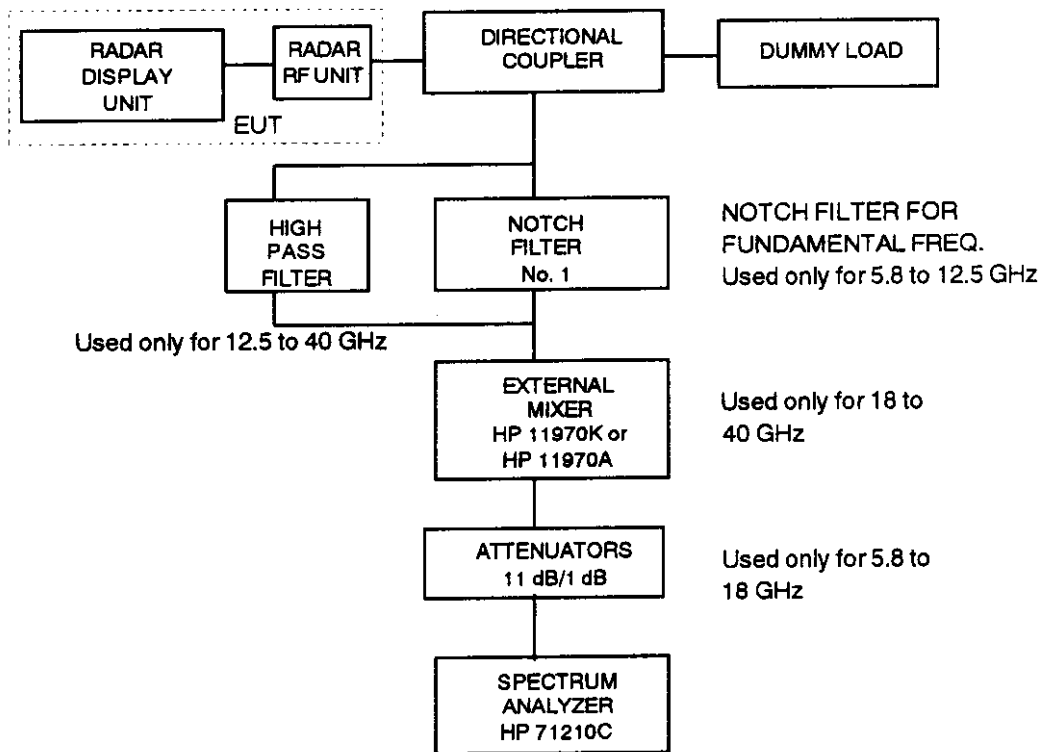 RADAR
DISPLAY
UNIT
RADAR
RF UNIT
EUT
DIRECTIONAL
COUPLER
DUMMY LOAD
HIGH
PASS
FILTER
NOTCH
FILTER
No. 1
NOTCH FILTER FOR
FUNDAMENTAL FREQ.
Used only for 5.8 to 12.5 GHz
Used only for 12.5 to 40 GHz
EXTERNAL
MIXER
HP 11970K or
HP 11970A
Used only for 18 to
40 GHz
ATTENUATORS
11 dB/1 dB
Used only for 5.8 to
18 GHz
SPECTRUM
ANALYZER
HP 71210C